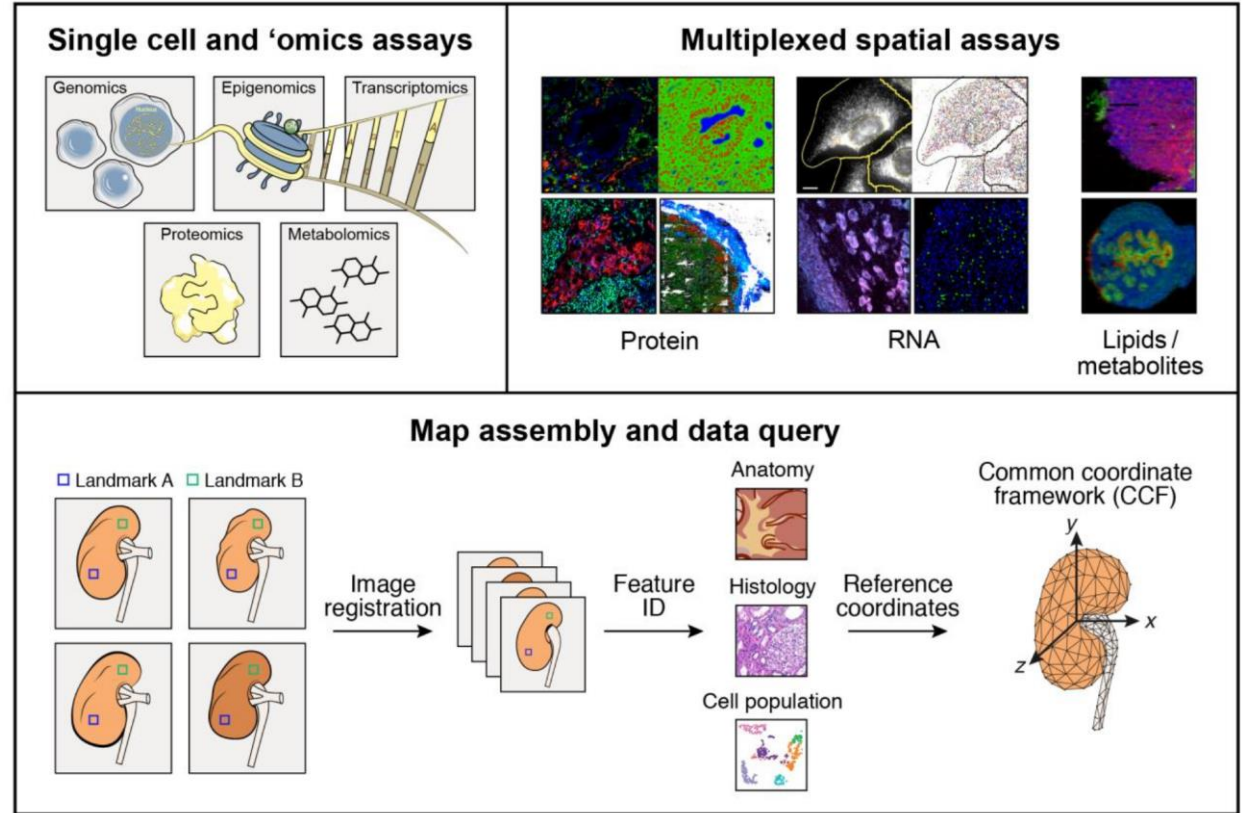 Single cell and ‘omics assays
Genomics
Epigenomics
Transcriptomics
Proteomics
Metabolomics
Multiplexed spatial assays
Protein
RNA
Lipids /
metabolites
Map assembly and data query
Landmark A
Landmark B
Image
registration
Feature
ID
Anatomy
Histology
Cell population
Reference
coordinates
Common coordinate
framework (CCF)
y
x
z